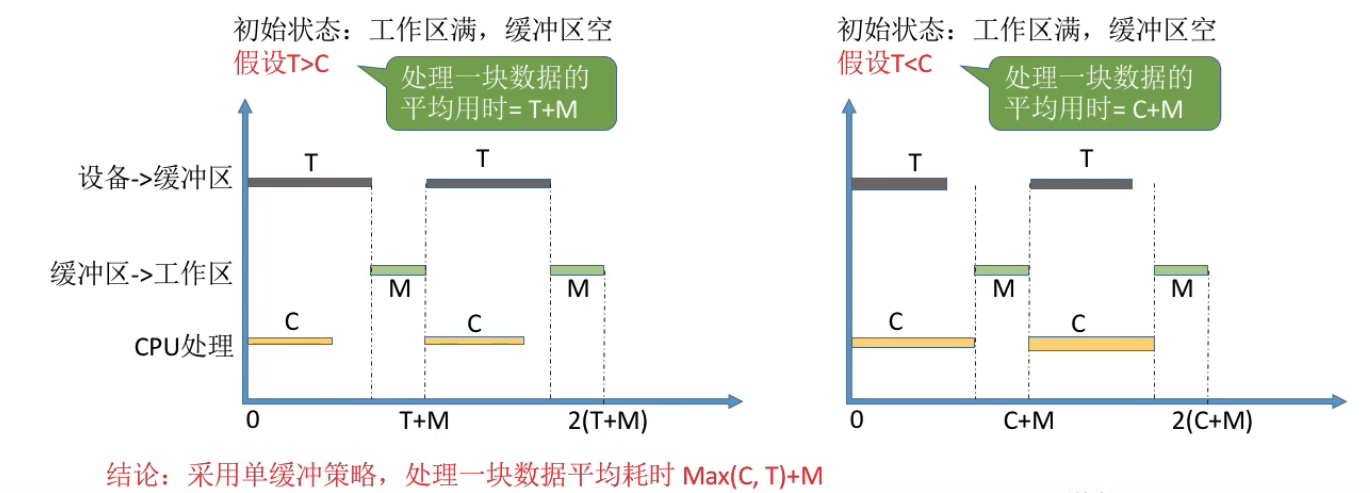 初始状态：工作区满，缓冲区空
假设T>C
处理一块数据的
平均用时= T+M
T
T
设备->缓冲区
缓冲区->工作区
M
M
C
C
CPU处理
0
T+M
2(T+M)
初始状态：工作区满，缓冲区空
假设T<C
处理一块数据的
平均用时= C+M
T
T
M
M
C
C
0
C+M
2(C+M)
结论：采用单缓冲策略，处理一块数据平均耗时 Max(C, T)+M